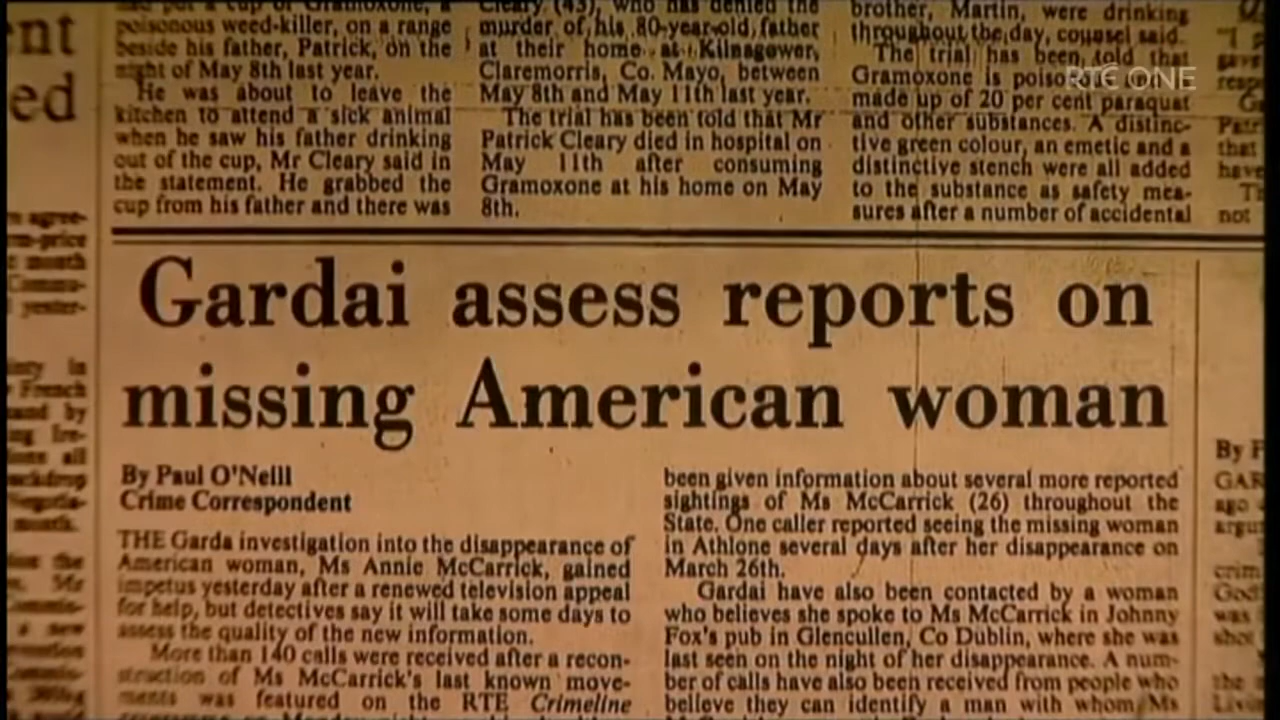 nt
ed
poisonous weed-killer, on a range
beside his father, Patrick, on the
night of May 8th last year.
He was about to leave the
kitchen to attend a sick animal
when he saw his father drinking
out of the cup, Mr Cleary said in
the statement. He grabbed the
cup from his father and there was
Cleary (43), who has denied the
murder of his 80-year-old father
at their home at Kilnagower,
Claremorris, Co. Mayo, between
May 8th and May 11th last year.
The trial has been told that Mr
Patrick Cleary died in hospital on
May 11th after consuming
Gramoxone at his home on May
8th.
brother, Martin, were drinking
throughout the day, counsel said.
The trial has been told that
Gramoxone is poisonous and
made up of 20 per cent paraquat
and other substances. A distinc-
tive green colour, an emetic and a
distinctive stench were all added
to the substance as safety mea-
sures after a number of accidental
RTÉ ONE
Gardai assess reports on
missing American woman
By Paul O'Neill
Crime Correspondent
THE Garda investigation into the disappearance of
American woman, Ms Annie McCarrick, gained
impetus yesterday after a renewed television appeal
for help, but detectives say it will take some days to
assess the quality of the new information.
More than 140 calls were received after a recon-
struction of Ms McCarrick's last known move-
ments was featured on the RTE Crimeline
been given information about several more reported
sightings of Ms McCarrick (26) throughout the
State. One caller reported seeing the missing woman
in Athlone several days after her disappearance on
March 26th.
Gardai have also been contacted by a woman
who believes she spoke to Ms McCarrick in Johnny
Fox's pub in Glencullen, Co Dublin, where she was
last seen on the night of her disappearance. A num-
ber of calls have also been received from people who
believe they can identify a man with whom Ms